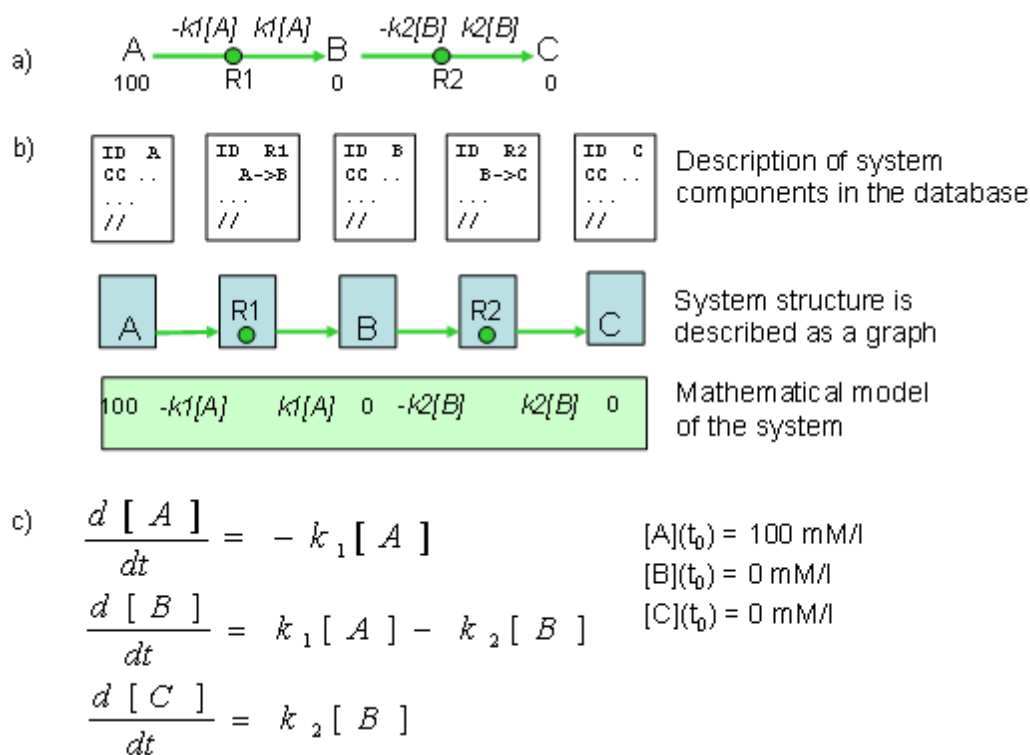 a)
-k1[A] k1[A] -k2[B] k2[B]
A B C
100 R1 0 R2 0
b)
ID A
CC ..
...
//
ID R1
A->B
...
//
ID B
CC ..
...
//
ID R2
B->C
...
//
ID C
CC ..
...
//
Description of system
components in the database
A R1 B R2 C
System structure is
described as a graph
100 -k1[A] k1[A] 0 -k2[B] k2[B] 0
Mathematical model
of the system
c)
d [ A ] / dt = - k₁ [ A ]
d [ B ] / dt = k₁ [ A ] - k₂ [ B ]
d [ C ] / dt = k₂ [ B ]
[A](t₀) = 100 mM/l
[B](t₀) = 0 mM/l
[C](t₀) = 0 mM/l